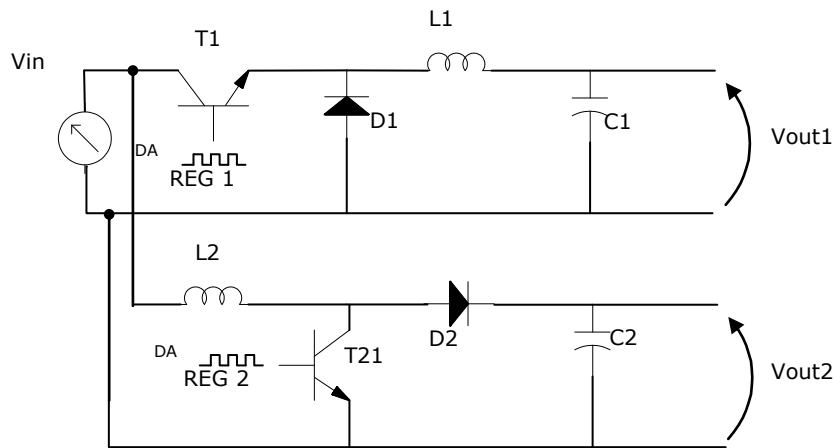 T1
L1
Vin
D1
C1
Vout1
DA
REG 1
L2
D2
C2
DA
REG 2
T21
Vout2